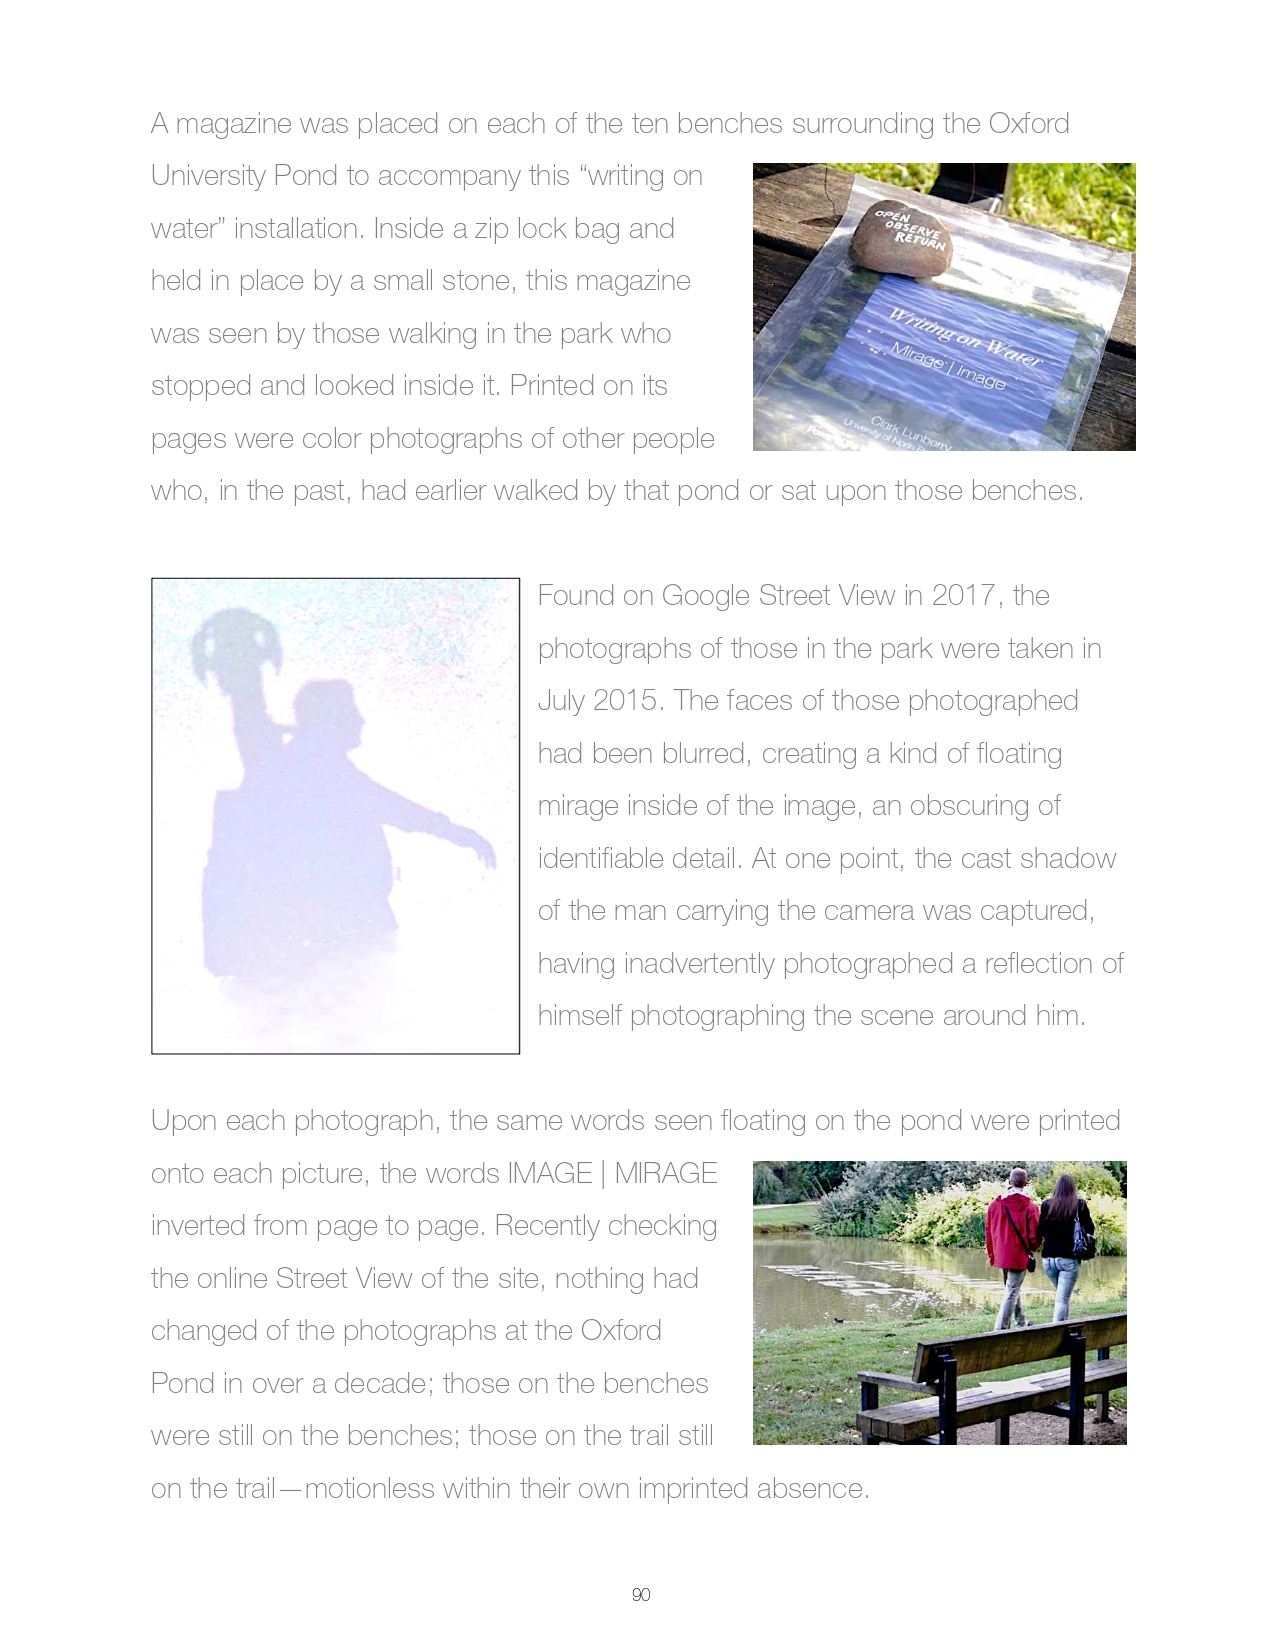 A magazine was placed on each of the ten benches surrounding the Oxford
University Pond to accompany this “writing on
water” installation. Inside a zip lock bag and
held in place by a small stone, this magazine
was seen by those walking in the park who
stopped and looked inside it. Printed on its
pages were color photographs of other people
who, in the past, had earlier walked by that pond or sat upon those benches.
OPEN
OBSERVE
RETURN
Writing on Water
Mirage | Image
Clark Lunberry
University of North
Found on Google Street View in 2017, the
photographs of those in the park were taken in
July 2015. The faces of those photographed
had been blurred, creating a kind of floating
mirage inside of the image, an obscuring of
identifiable detail. At one point, the cast shadow
of the man carrying the camera was captured,
having inadvertently photographed a reflection of
himself photographing the scene around him.
Upon each photograph, the same words seen floating on the pond were printed
onto each picture, the words IMAGE | MIRAGE
inverted from page to page. Recently checking
the online Street View of the site, nothing had
changed of the photographs at the Oxford
Pond in over a decade; those on the benches
were still on the benches; those on the trail still
on the trail—motionless within their own imprinted absence.
90